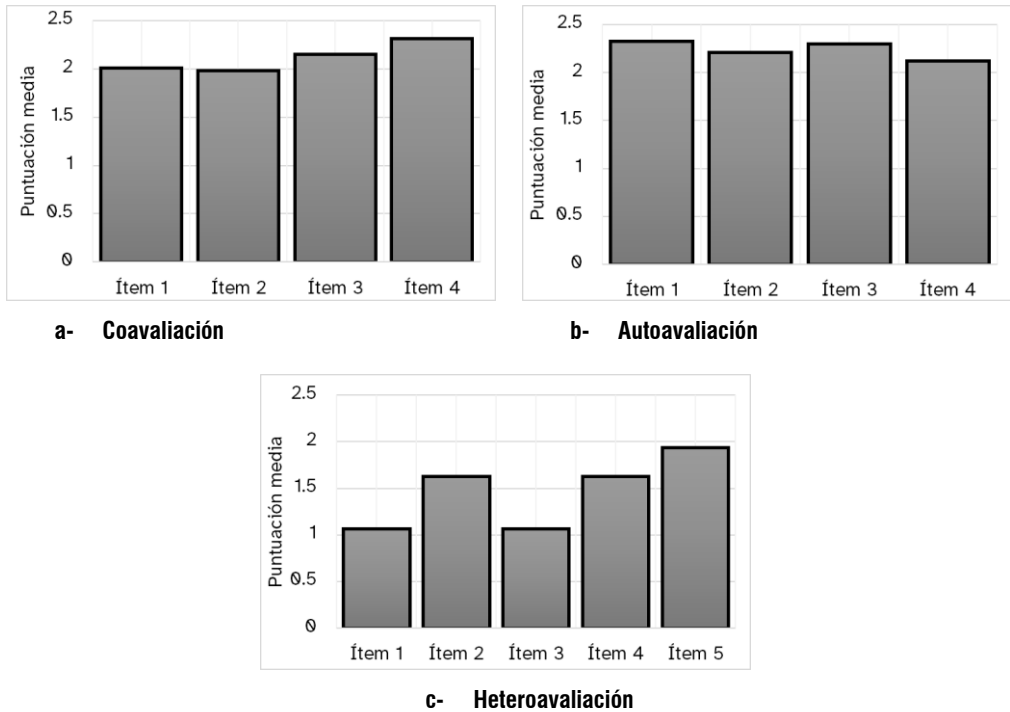 2.5
2
1.5
1
0.5
0
Puntuación media
Ítem 1 Ítem 2 Ítem 3 Ítem 4
a- Coavaliación
2.5
2
1.5
1
0.5
0
Puntuación media
Ítem 1 Ítem 2 Ítem 3 Ítem 4
b- Autoavaliación
2.5
2
1.5
1
0.5
0
Puntuación media
Ítem 1 Ítem 2 Ítem 3 Ítem 4 Ítem 5
c- Heteroavaliación